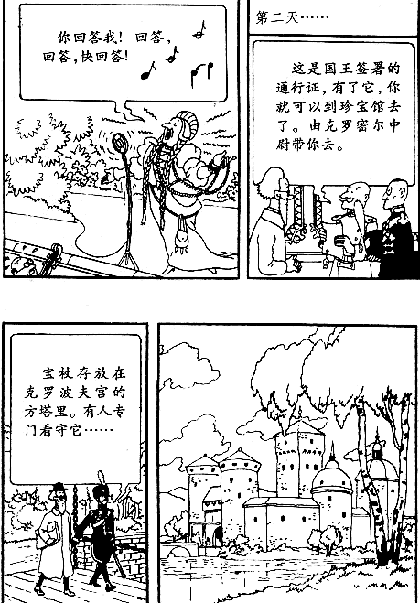 你回答我！回答，
回答，快回答！
第二天······
这是国王签署的
通行证，有了它，你
就可以到珍宝馆去
了。由克罗密尔中
尉带你去。
宝杖存放在
克罗波夫宫的
方塔里。有人专
门看守它······